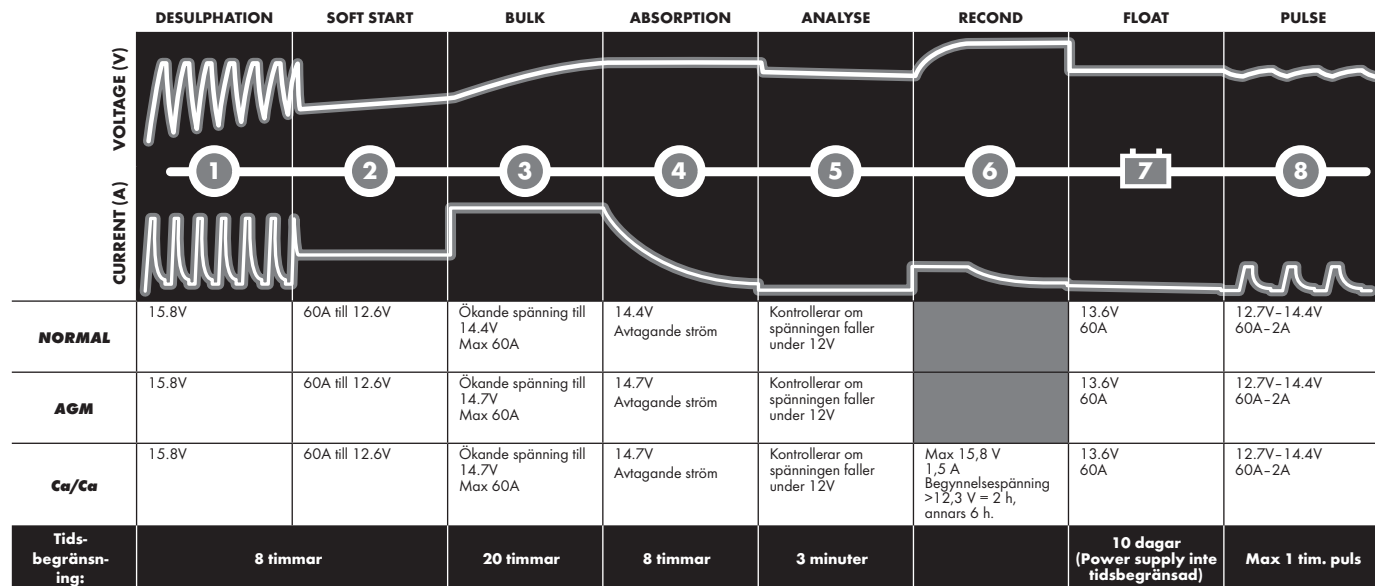 DESULPHATION SOFT START BULK ABSORPTION ANALYSE RECOND FLOAT PULSE
VOLTAGE (V)
1 2 3 4 5 6 7 8
CURRENT (A)
NORMAL
15.8V
60A till 12.6V
Ökande spänning till
14.4V
Max 60A
14.4V
Avtagande ström
Kontrollerar om
spänningen faller
under 12V
13.6V
60A
12.7V–14.4V
60A–2A
AGM
15.8V
60A till 12.6V
Ökande spänning till
14.7V
Max 60A
14.7V
Avtagande ström
Kontrollerar om
spänningen faller
under 12V
13.6V
60A
12.7V–14.4V
60A–2A
Ca/Ca
15.8V
60A till 12.6V
Ökande spänning till
14.7V
Max 60A
14.7V
Avtagande ström
Kontrollerar om
spänningen faller
under 12V
Max 15,8 V
1,5 A
Begynnelsespänning
>12,3 V = 2 h,
annars 6 h.
13.6V
60A
12.7V–14.4V
60A–2A
Tids-
begränsn-
ing:
8 timmar
20 timmar
8 timmar
3 minuter
10 dagar
(Power supply inte
tidsbegränsad)
Max 1 tim. puls